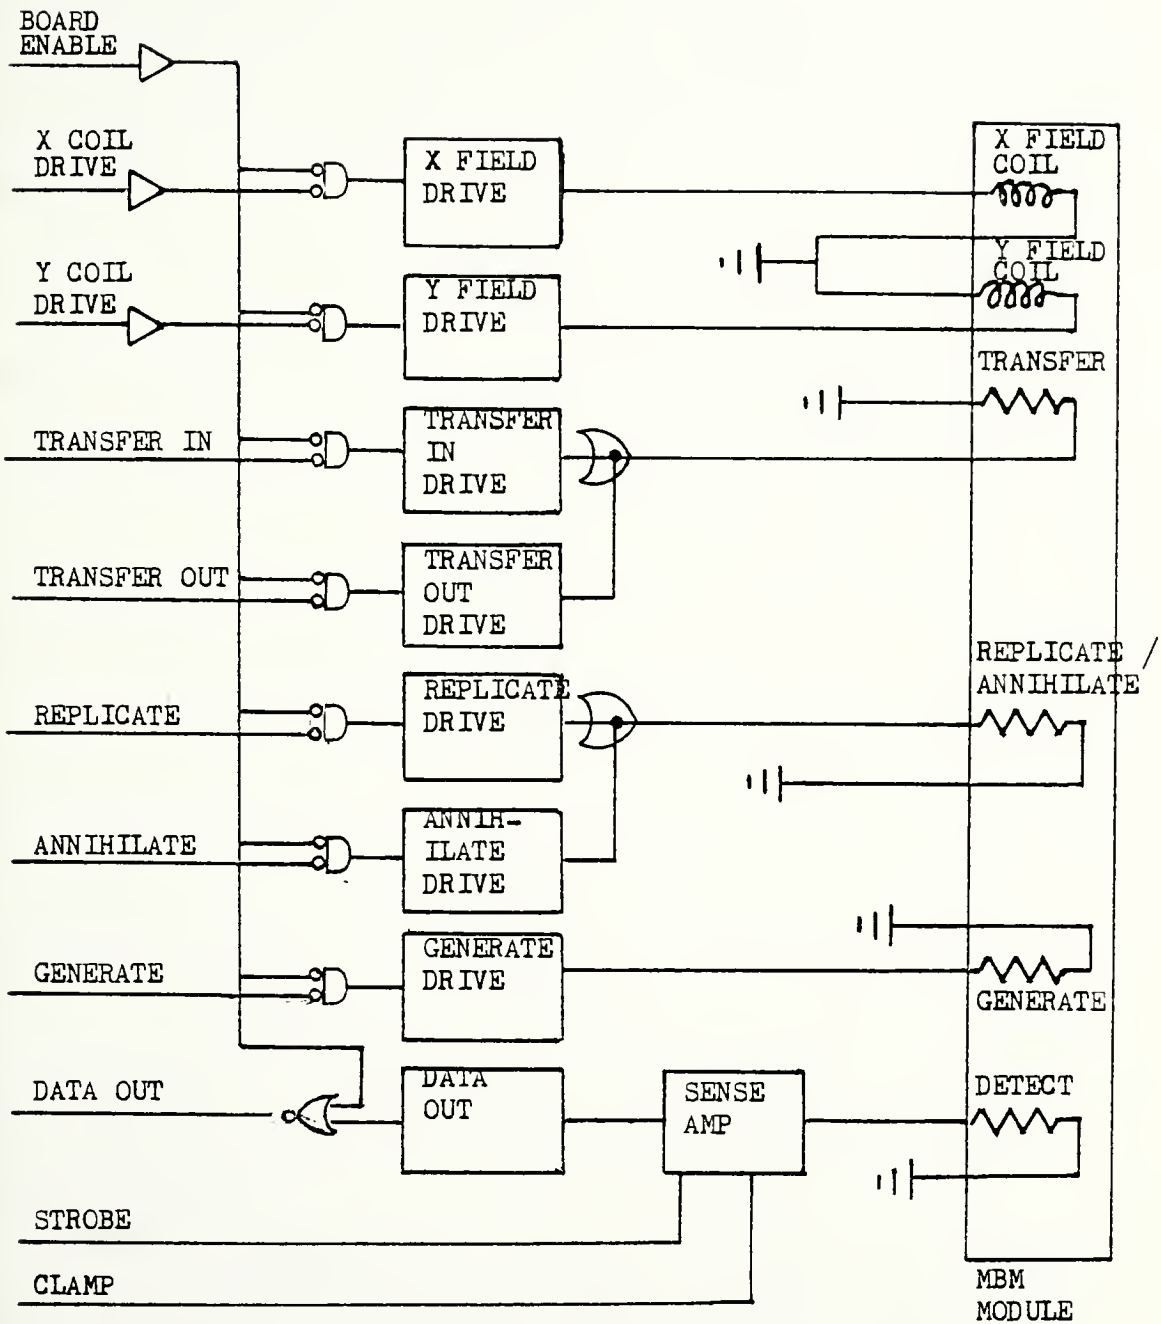 BOARD
ENABLE
X COIL
DRIVE
X FIELD
DRIVE
X FIELD
COIL
Y COIL
DRIVE
Y FIELD
DRIVE
Y FIELD
COIL
TRANSFER IN
TRANSFER
IN
DRIVE
TRANSFER
TRANSFER OUT
TRANSFER
OUT
DRIVE
REPLICATE
REPLICATE
DRIVE
REPLICATE /
ANNIHILATE
ANNIHILATE
ANNIH-
ILATE
DRIVE
GENERATE
GENERATE
DRIVE
GENERATE
DATA OUT
DATA
OUT
SENSE
AMP
DETECT
STROBE
CLAMP
MBM
MODULE